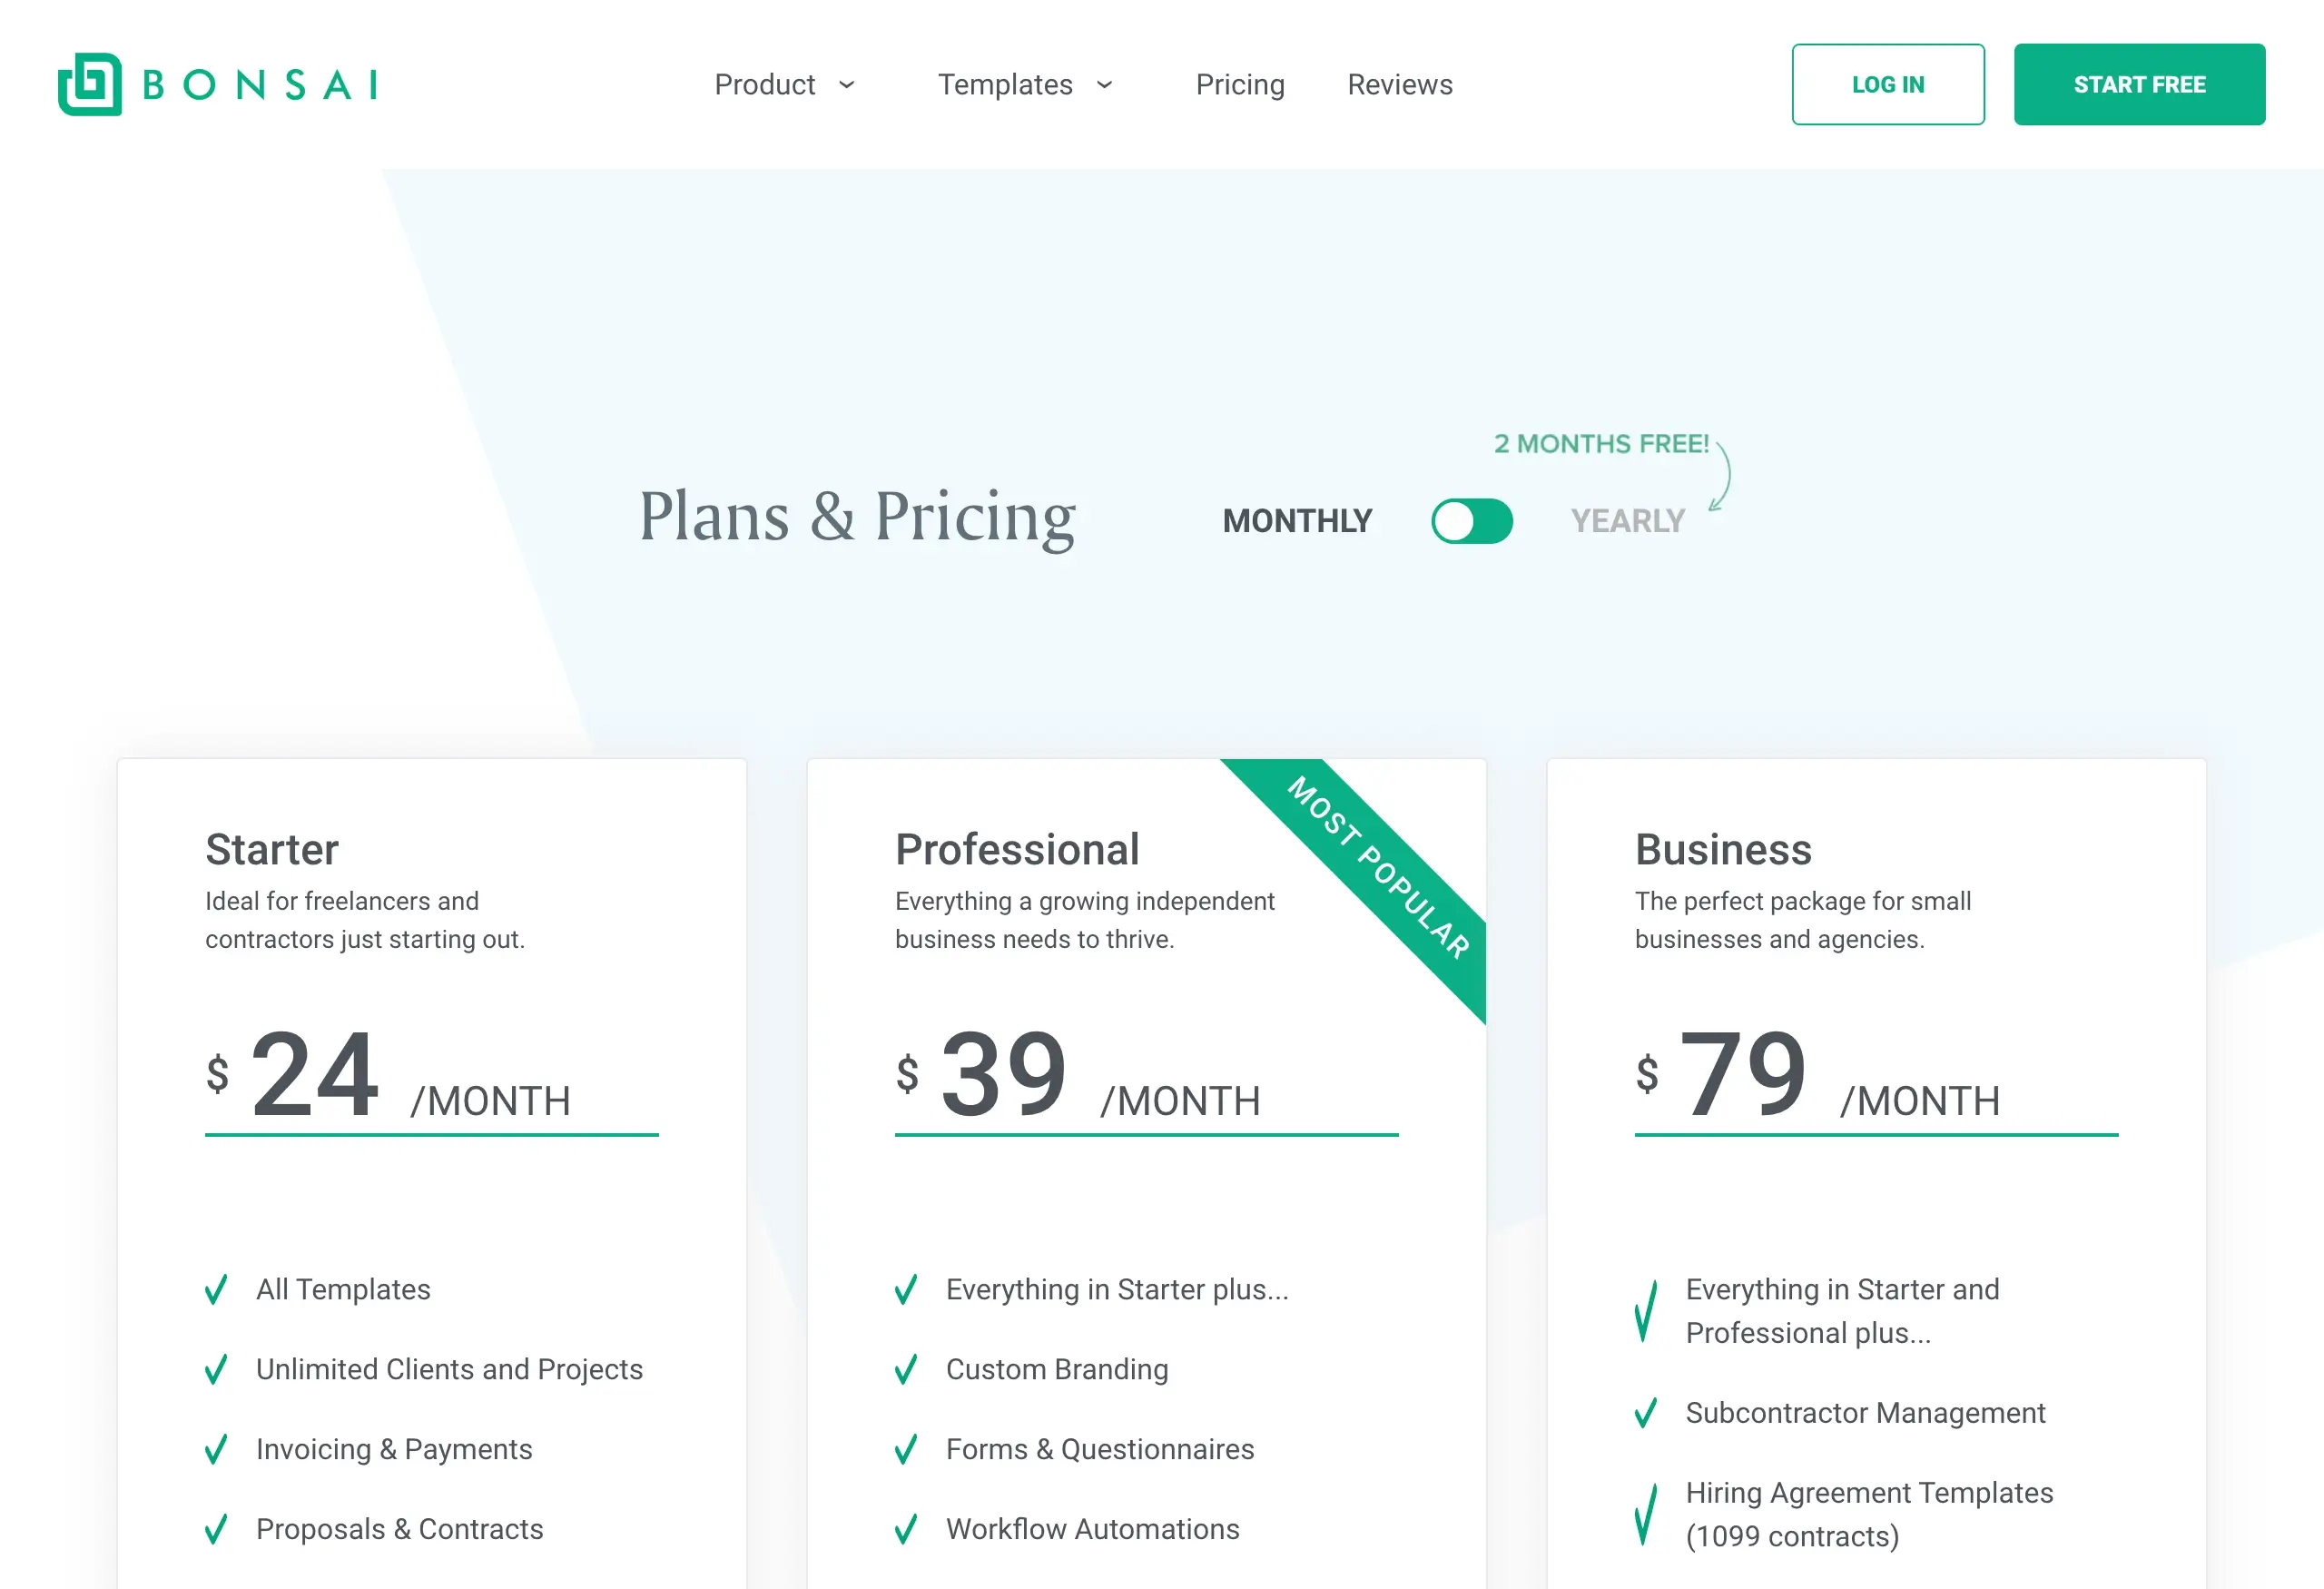 BONSAI
Product
Templates
Pricing
Reviews
LOG IN
START FREE
2 MONTHS FREE!
Plans & Pricing
MONTHLY
YEARLY
Starter
Ideal for freelancers and
contractors just starting out.
$ 24 /MONTH
All Templates
Unlimited Clients and Projects
Invoicing & Payments
Proposals & Contracts
MOST POPULAR
Professional
Everything a growing independent
business needs to thrive.
$ 39 /MONTH
Everything in Starter plus...
Custom Branding
Forms & Questionnaires
Workflow Automations
Business
The perfect package for small
businesses and agencies.
$ 79 /MONTH
Everything in Starter and
Professional plus...
Subcontractor Management
Hiring Agreement Templates
(1099 contracts)